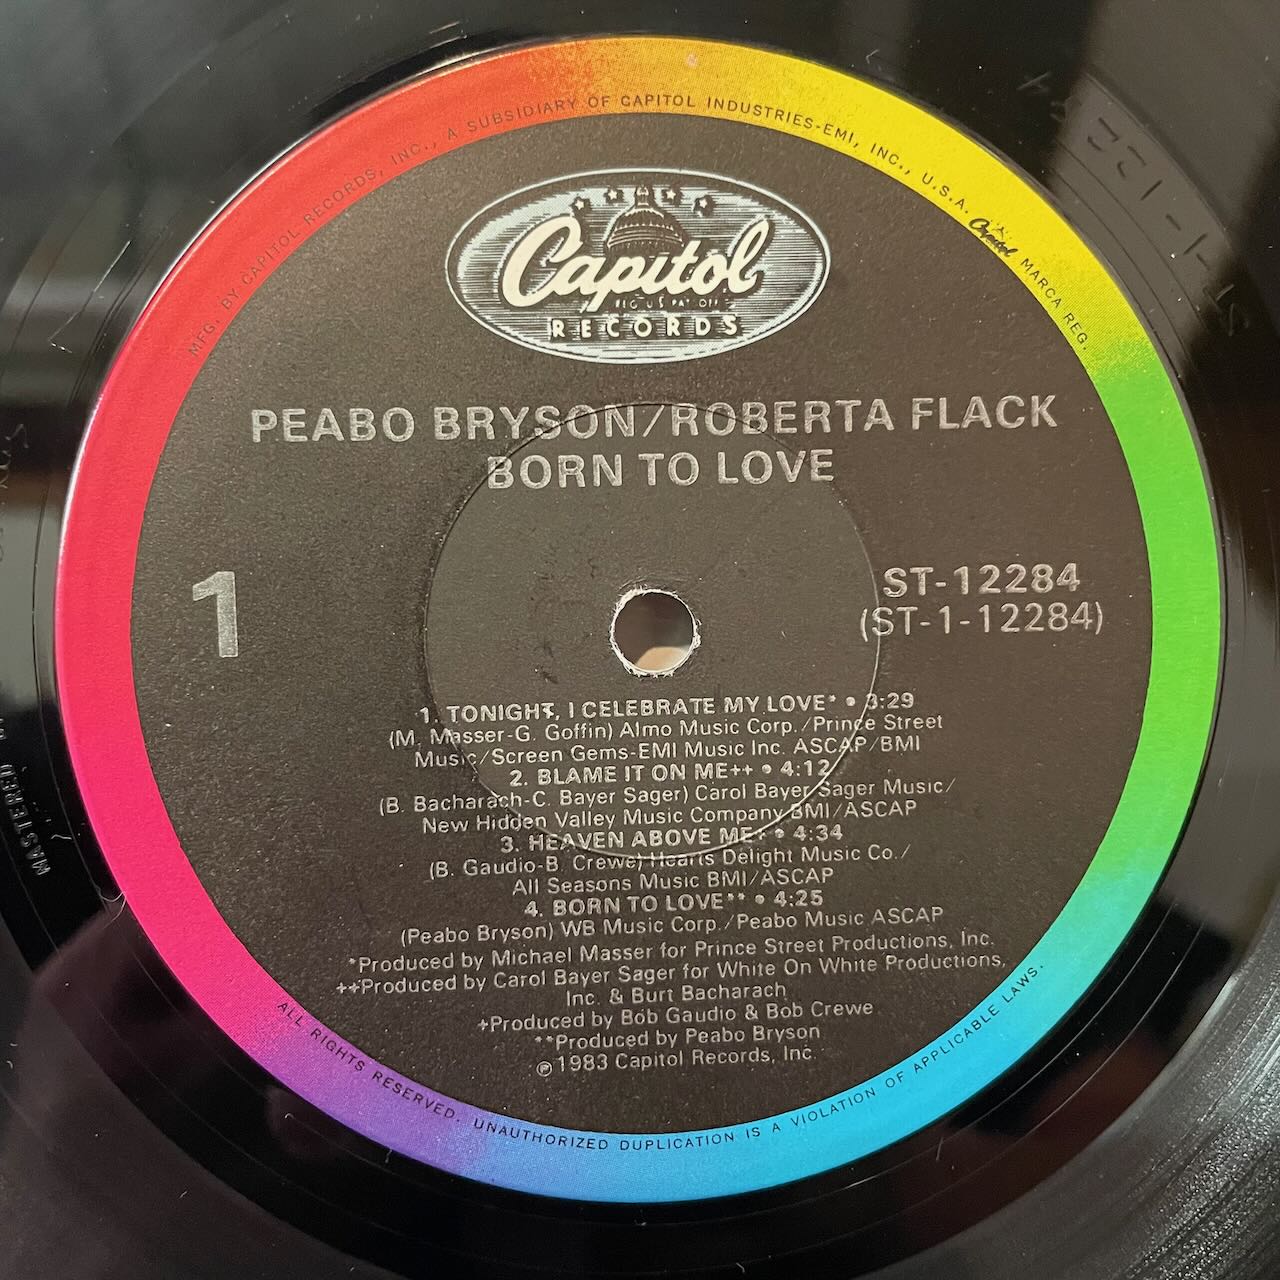 MFG. BY CAPITOL RECORDS, INC., A SUBSIDIARY OF CAPITOL INDUSTRIES-EMI, INC., U.S.A. Capitol MARCA REG.
Capitol
REG. U.S. PAT. OFF.
RECORDS
PEABO BRYSON/ROBERTA FLACK
BORN TO LOVE
1
ST-12284
(ST-1-12284)
1. TONIGHT, I CELEBRATE MY LOVE* • 3:29
(M. Masser-G. Goffin) Almo Music Corp./Prince Street
Music/Screen Gems-EMI Music Inc. ASCAP/BMI
2. BLAME IT ON ME++ • 4:12
(B. Bacharach-C. Bayer Sager) Carol Bayer Sager Music/
New Hidden Valley Music Company BMI/ASCAP
3. HEAVEN ABOVE ME+ • 4:34
(B. Gaudio-B. Crewe) Hearts Delight Music Co./
All Seasons Music BMI/ASCAP
4. BORN TO LOVE** • 4:25
(Peabo Bryson) WB Music Corp./Peabo Music ASCAP
*Produced by Michael Masser for Prince Street Productions, Inc.
++Produced by Carol Bayer Sager for White On White Productions,
Inc. & Burt Bacharach
+Produced by Bob Gaudio & Bob Crewe
**Produced by Peabo Bryson
℗1983 Capitol Records, Inc.
ALL RIGHTS RESERVED. UNAUTHORIZED DUPLICATION IS A VIOLATION OF APPLICABLE LAWS.
MASTERED